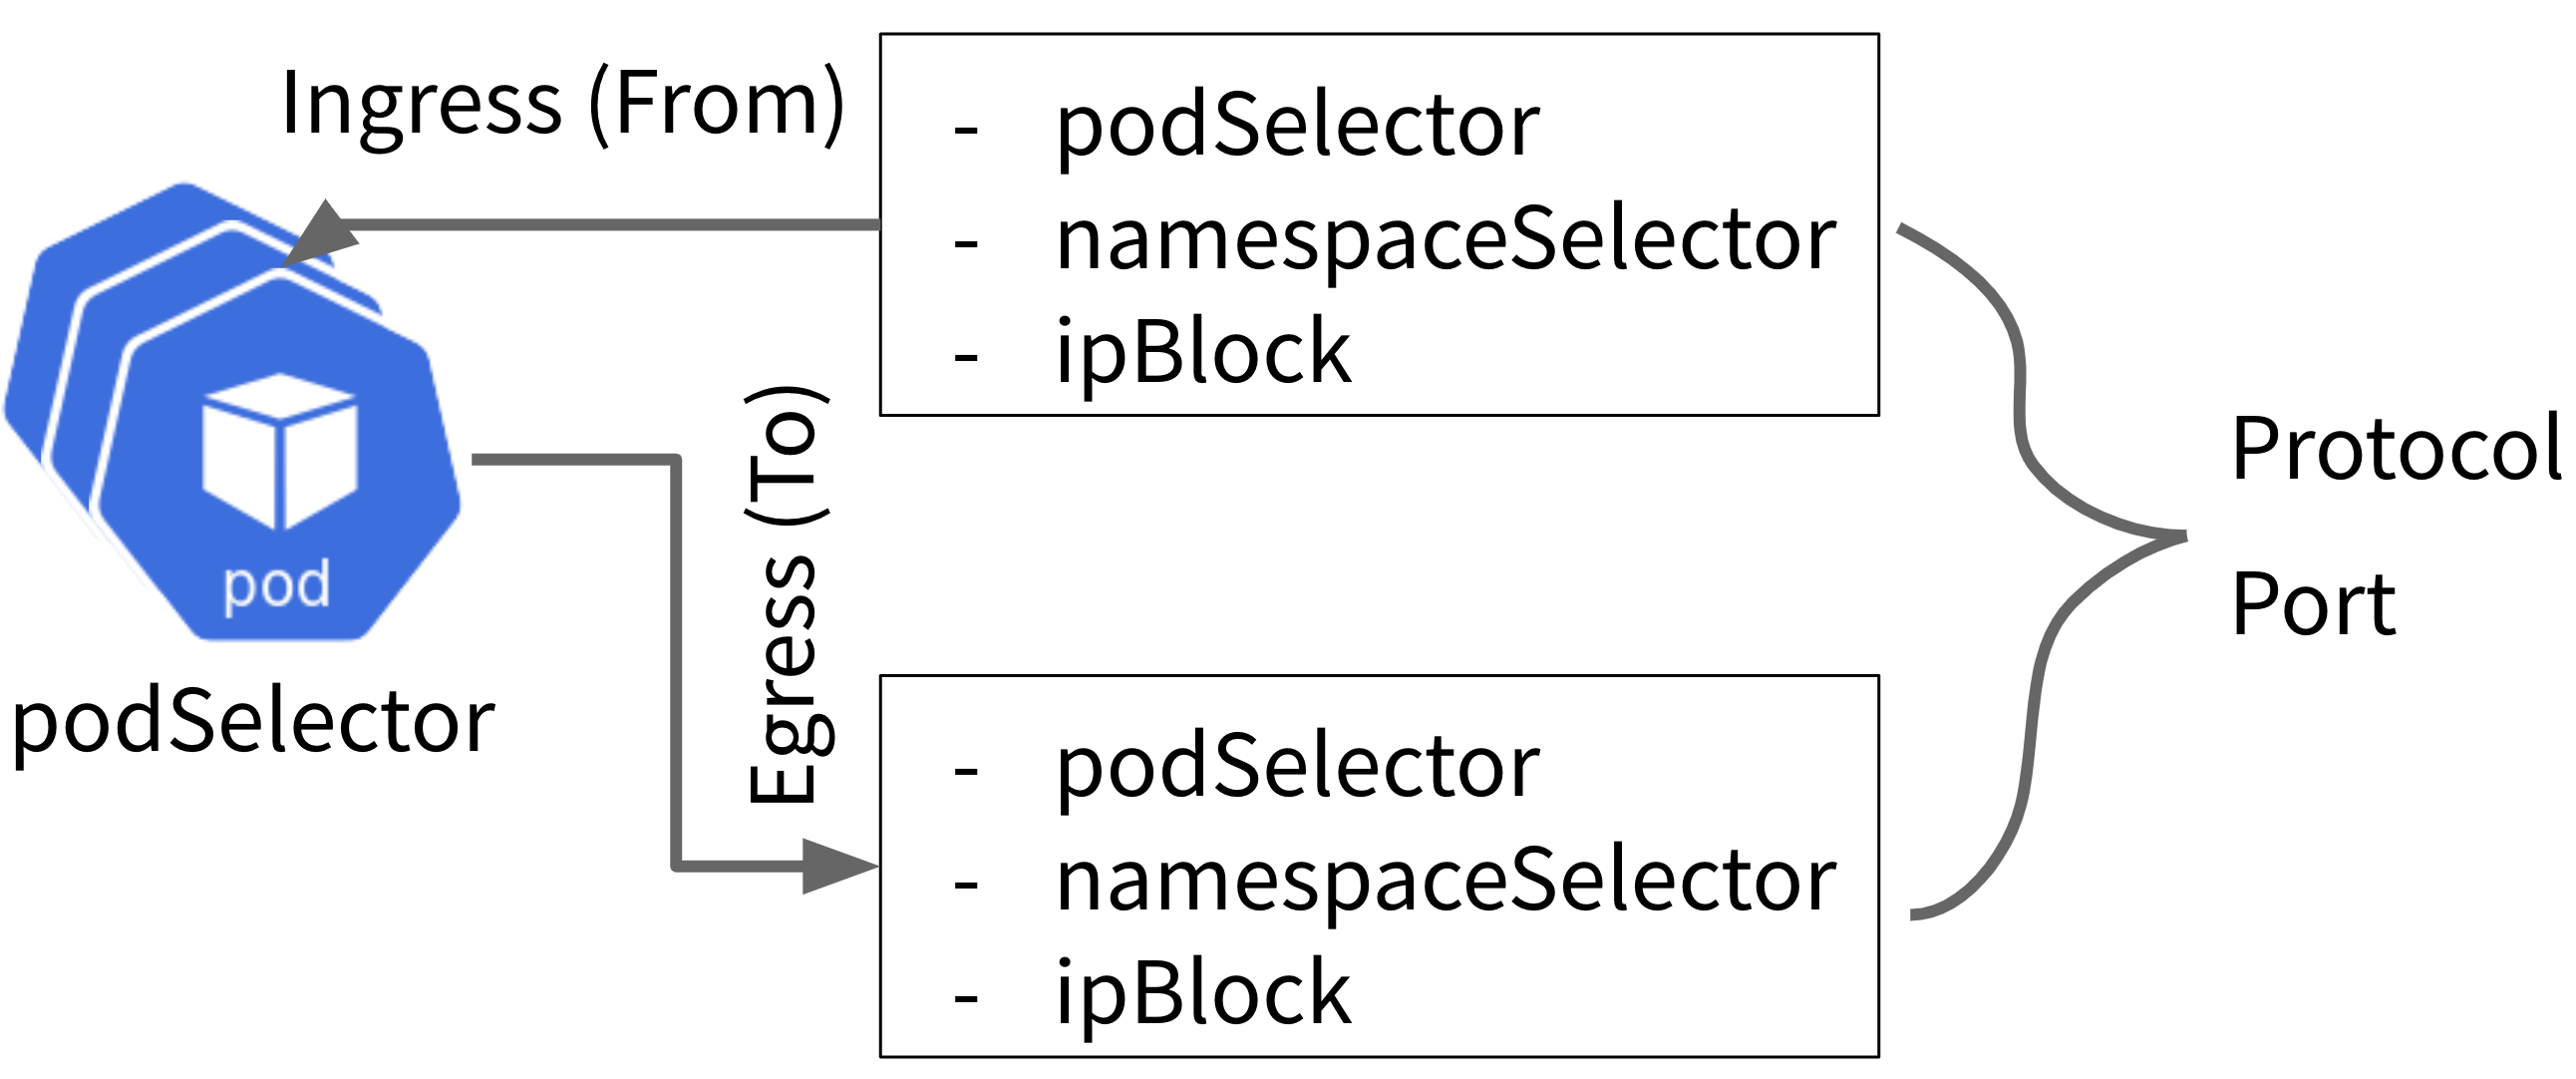 Ingress (From)
- podSelector
- namespaceSelector
- ipBlock
pod
podSelector
Egress (To)
- podSelector
- namespaceSelector
- ipBlock
Protocol
Port